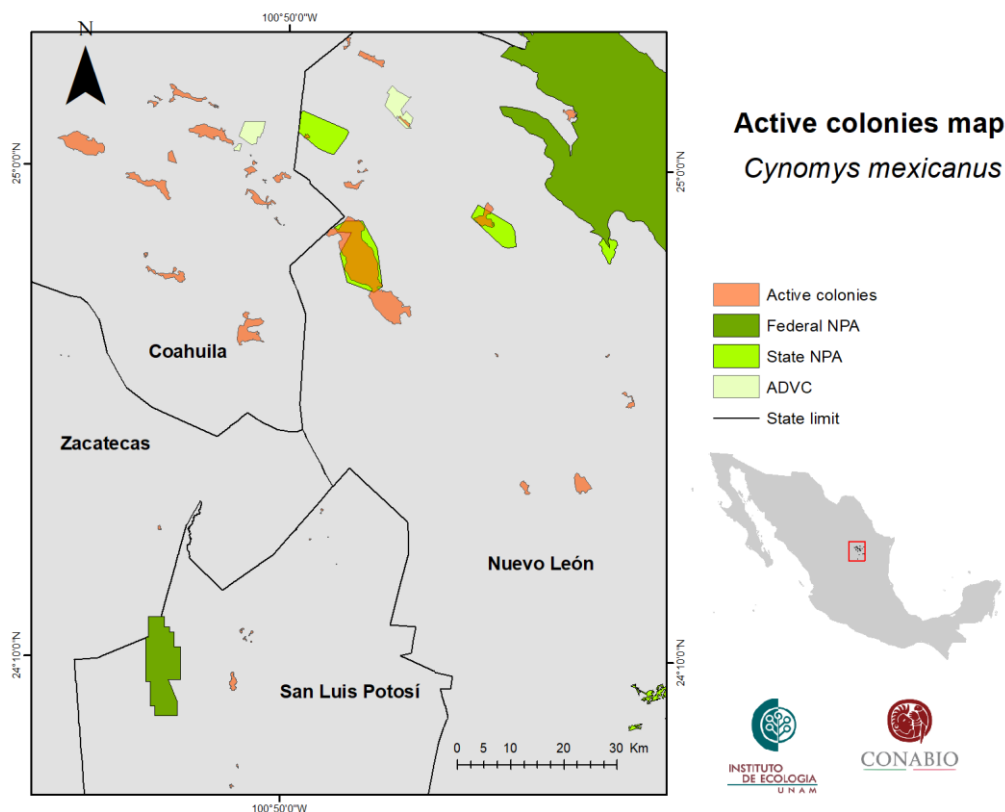 100°50'0"W
N
25°0'0"N
25°0'0"N
Coahuila
Zacatecas
Nuevo León
San Luis Potosí
24°10'0"N
24°10'0"N
0 5 10 20 30 Km
100°50'0"W
Active colonies map
Cynomys mexicanus
Active colonies
Federal NPA
State NPA
ADVC
State limit
INSTITUTO
DE ECOLOGIA
UNAM
CONABIO